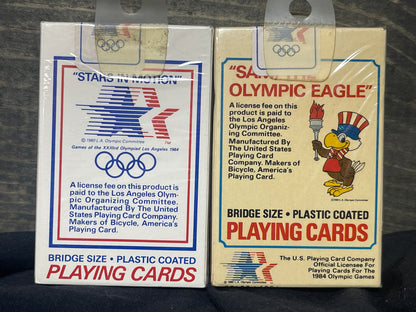 "STARS IN MOTION"
© 1980 L.A. Olympic Committee
Games of the XXIIIrd Olympiad Los Angeles 1984
A license fee on this product is
paid to the Los Angeles Olym-
pic Organizing Committee.
Manufactured By The United
States Playing Card Company.
Makers of Bicycle, America's
Playing Card.
BRIDGE SIZE • PLASTIC COATED
PLAYING CARDS
"SAM THE
OLYMPIC EAGLE"
A license fee on this
product is paid to
the Los Angeles
Olympic Organiz-
ing Committee.
Manufactured By
the United States
Playing Card
Company. Makers of
Bicycle, America's
Playing Card.
BRIDGE SIZE • PLASTIC COATED
PLAYING CARDS
The U.S. Playing Card Company
Official Licensee For
Playing Cards For The
1984 Olympic Games